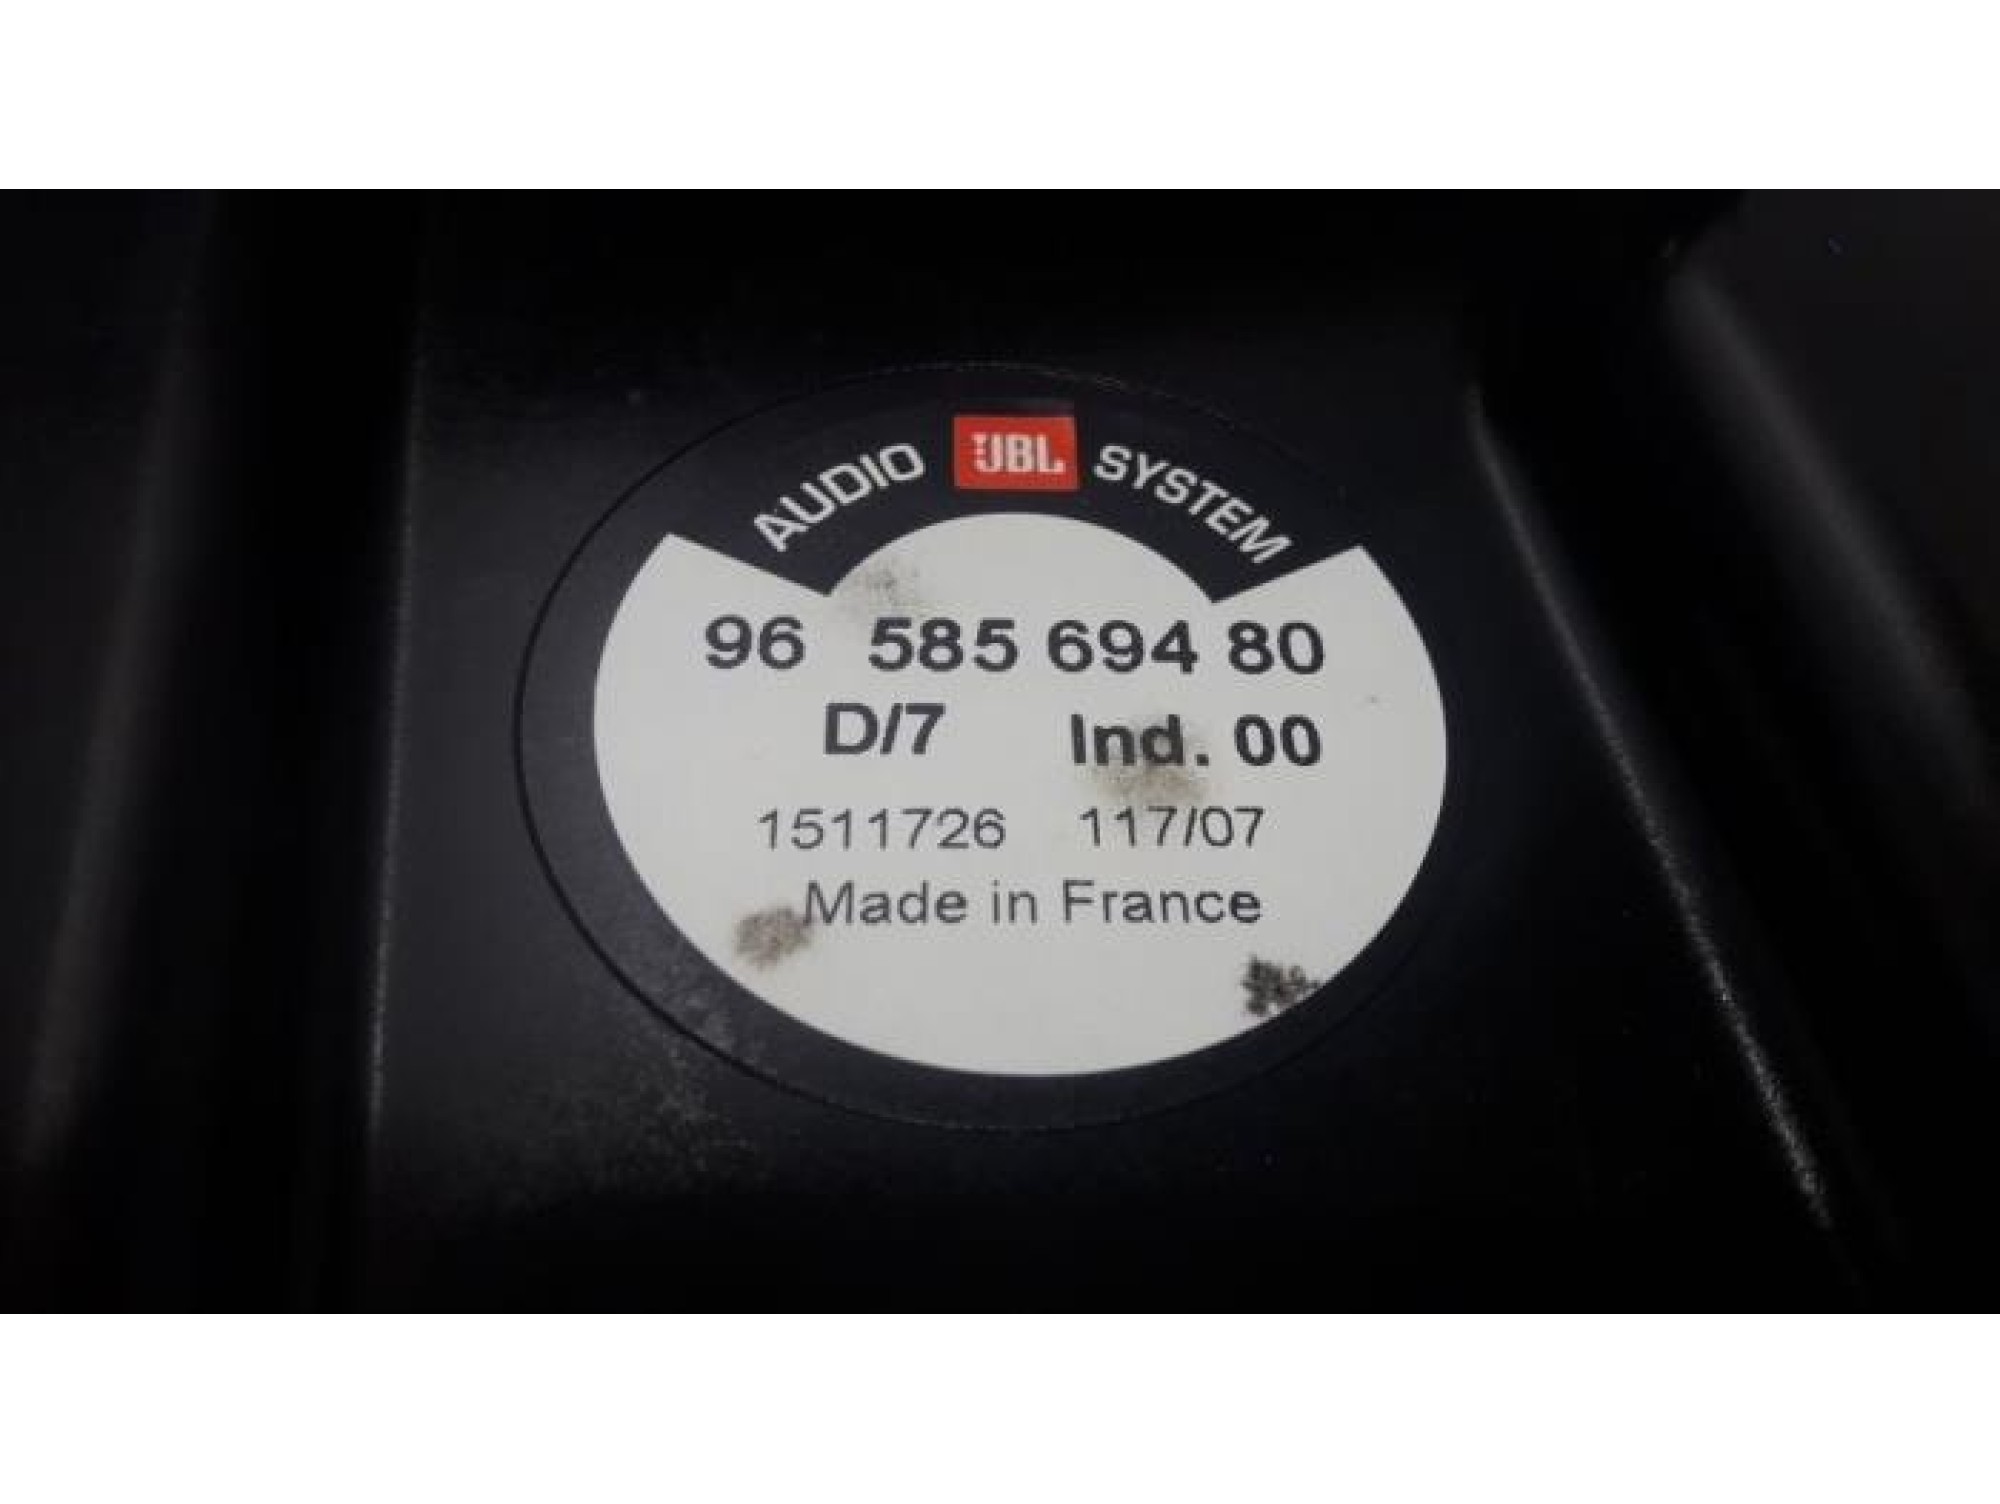 AUDIO JBL SYSTEM
96 585 694 80
D/7 Ind. 00
1511726 117/07
Made in France